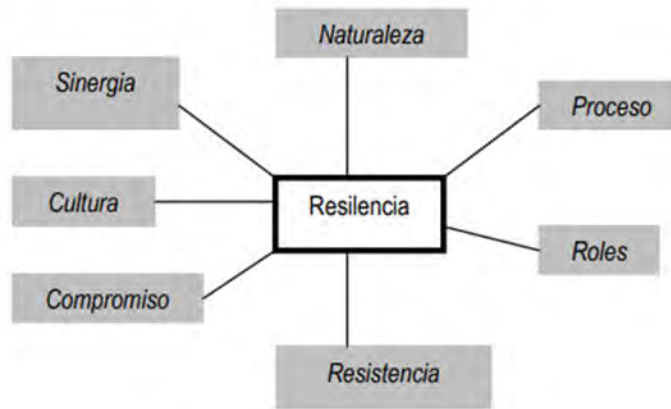 Naturaleza
Sinergia
Proceso
Cultura
Resilencia
Roles
Compromiso
Resistencia